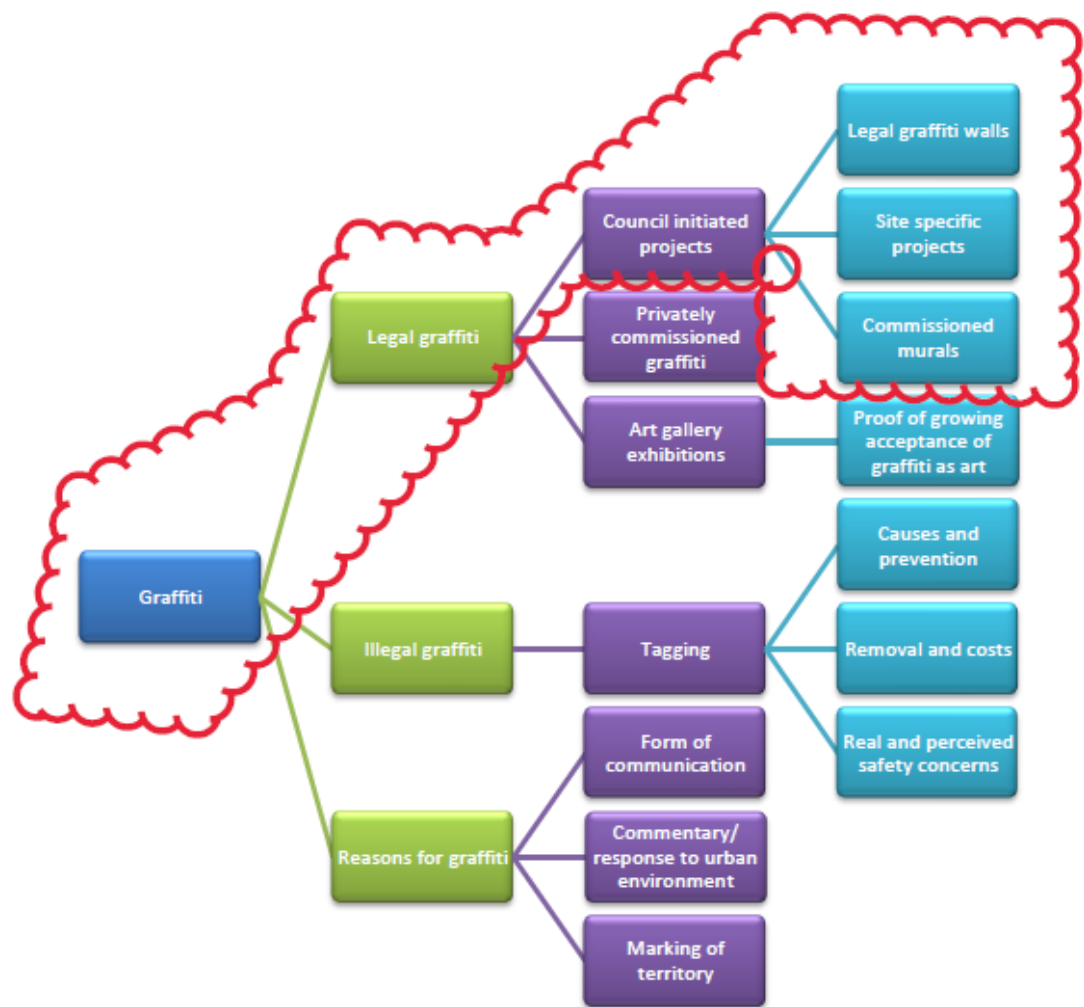 Graffiti
Legal graffiti
Council initiated
projects
Legal graffiti walls
Site specific
projects
Commissioned
murals
Privately
commissioned
graffiti
Art gallery
exhibitions
Proof of growing
acceptance of
graffiti as art
Illegal graffiti
Tagging
Causes and
prevention
Removal and costs
Real and perceived
safety concerns
Reasons for graffiti
Form of
communication
Commentary/
response to urban
environment
Marking of
territory